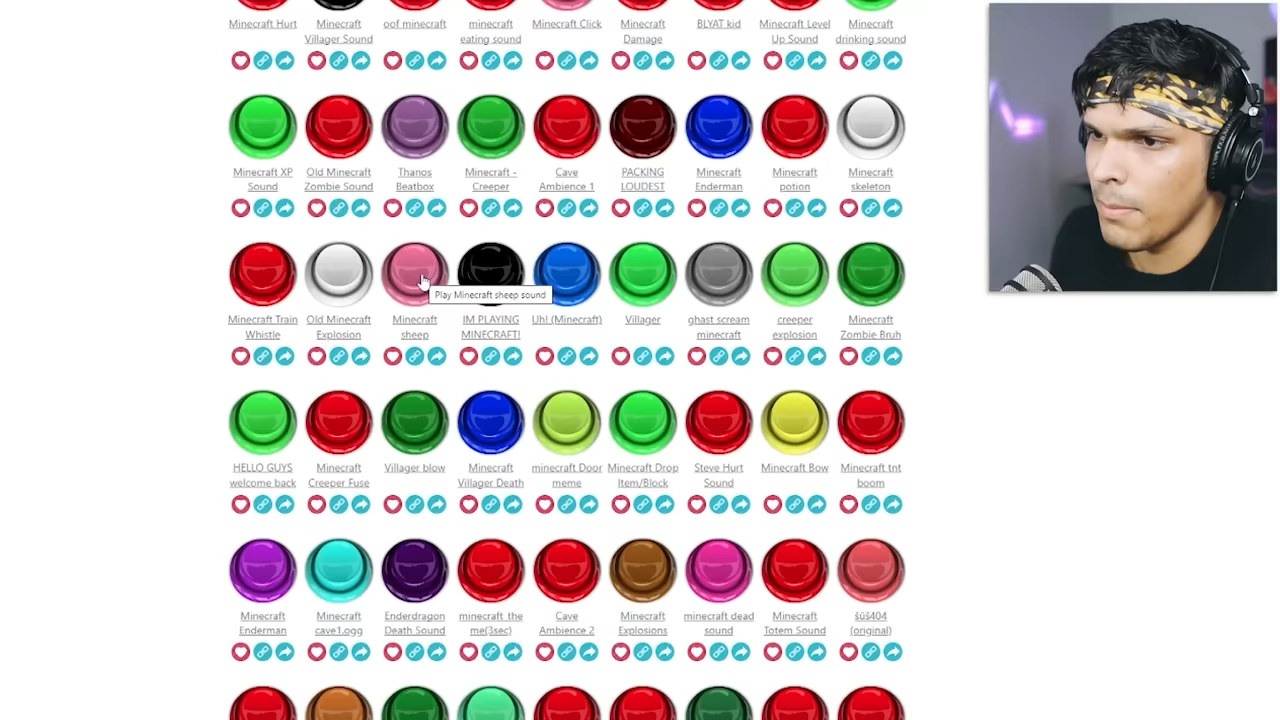 Minecraft Hurt
Minecraft
Villager Sound
oof minecraft
minecraft
eating sound
Minecraft Click
Minecraft
Damage
BLYAT kid
Minecraft Level
Up Sound
Minecraft
drinking sound
Minecraft XP
Sound
Old Minecraft
Zombie Sound
Thanos
Beatbox
Minecraft -
Creeper
Cave
Ambience 1
PACKING
LOUDEST
Minecraft
Enderman
Minecraft
potion
Minecraft
skeleton
Play Minecraft sheep sound
Minecraft Train
Whistle
Old Minecraft
Explosion
Minecraft
sheep
IM PLAYING
MINECRAFT!
Uh! (Minecraft)
Villager
ghast scream
minecraft
creeper
explosion
Minecraft
Zombie Bruh
HELLO GUYS
welcome back
Minecraft
Creeper Fuse
Villager blow
Minecraft
Villager Death
minecraft Door
meme
Minecraft Drop
Item/Block
Steve Hurt
Sound
Minecraft Bow
Minecraft tnt
boom
Minecraft
Enderman
Minecraft
cave1.ogg
Enderdragon
Death Sound
minecraft the
me(3sec)
Cave
Ambience 2
Minecraft
Explosions
minecraft dead
sound
Minecraft
Totem Sound
šûš404
(original)